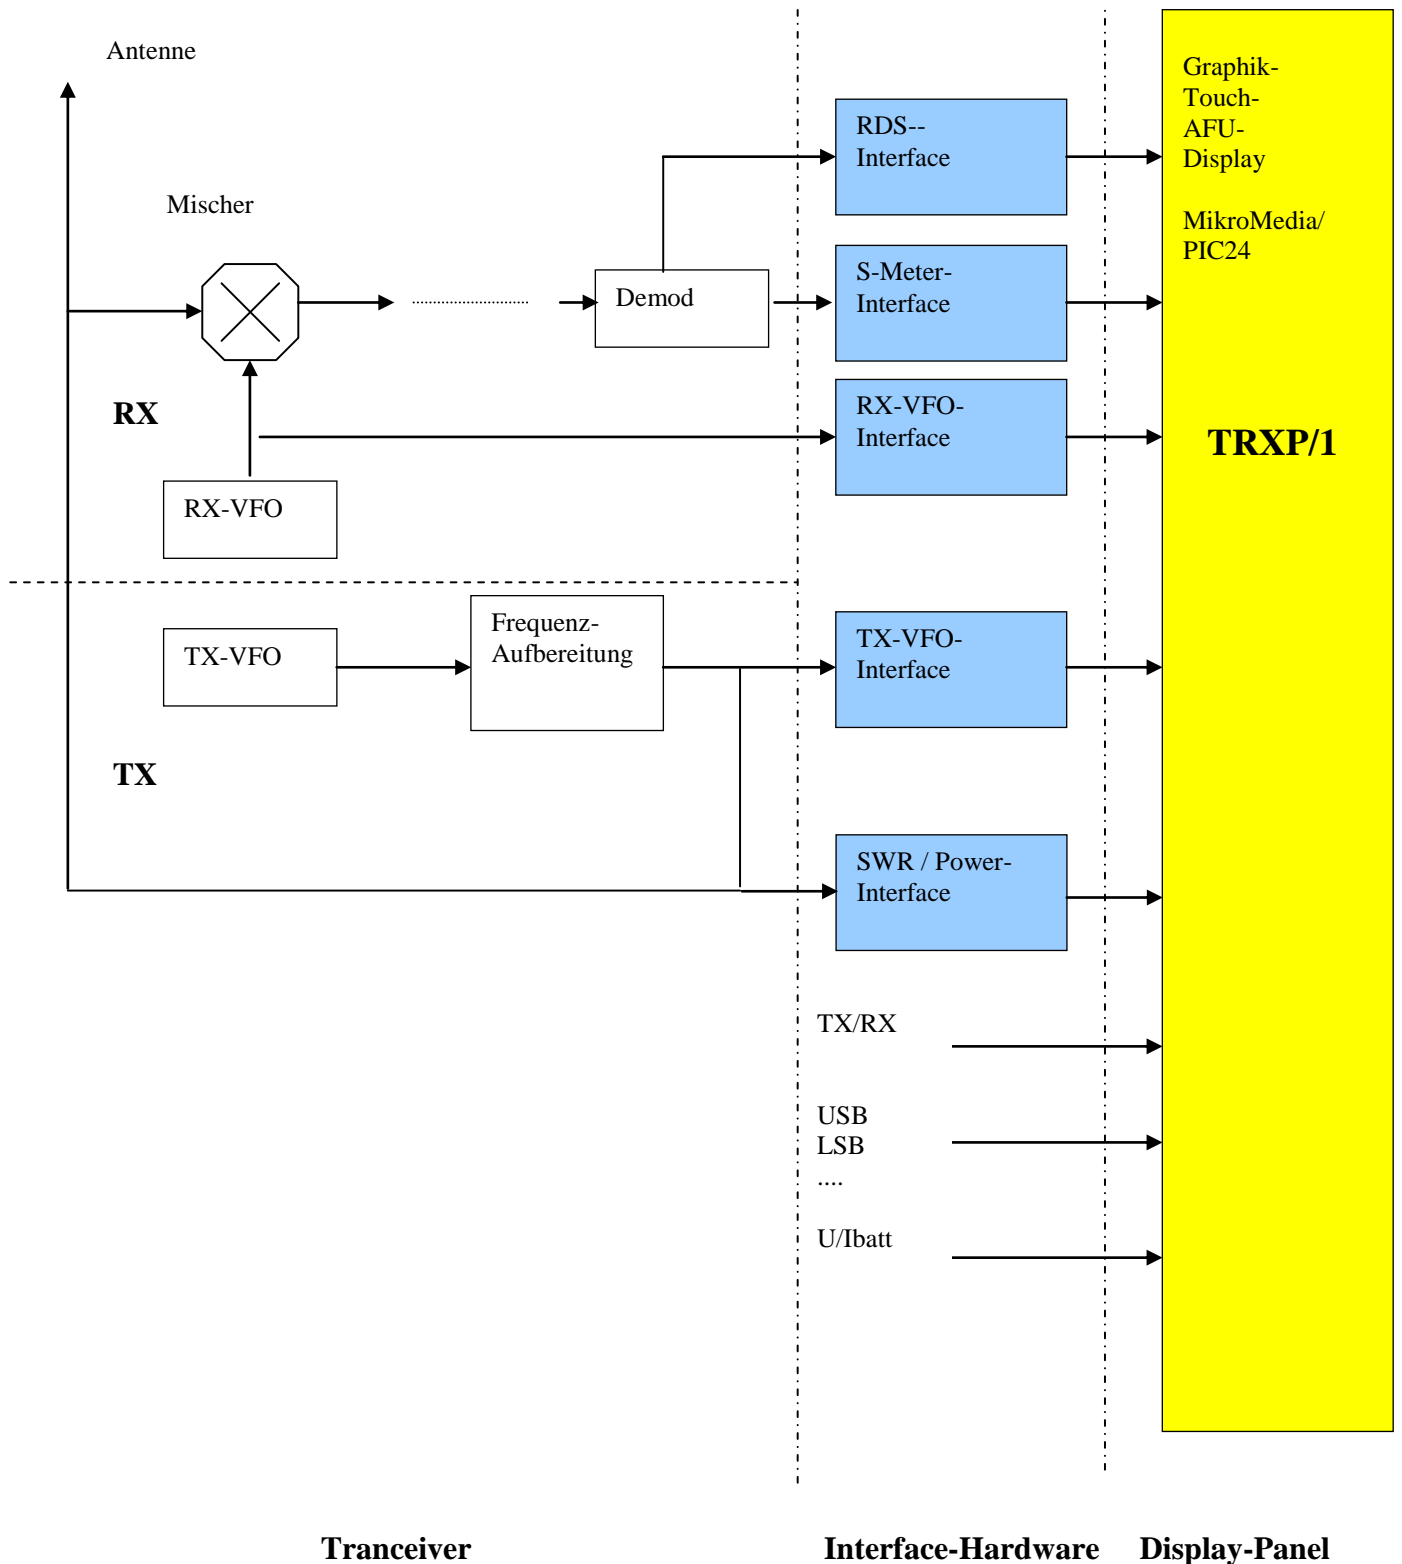 Antenne
Mischer
RX
RX-VFO
Demod
TX-VFO
Frequenz-
Aufbereitung
TX
RDS--
Interface
S-Meter-
Interface
RX-VFO-
Interface
TX-VFO-
Interface
SWR / Power-
Interface
TX/RX
USB
LSB
....
U/Ibatt
Graphik-
Touch-
AFU-
Display
MikroMedia/
PIC24
TRXP/1
Tranceiver
Interface-Hardware
Display-Panel